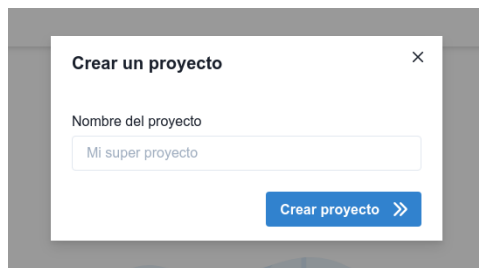 Crear un proyecto
Nombre del proyecto
Mi super proyecto
Crear proyecto